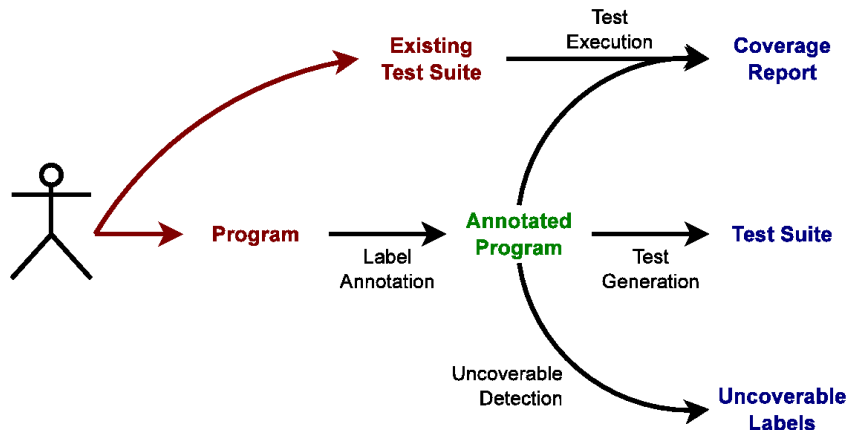 Test
Execution
Existing
Test Suite
Coverage
Report
Program
Label
Annotation
Annotated
Program
Test
Generation
Test Suite
Uncoverable
Detection
Uncoverable
Labels